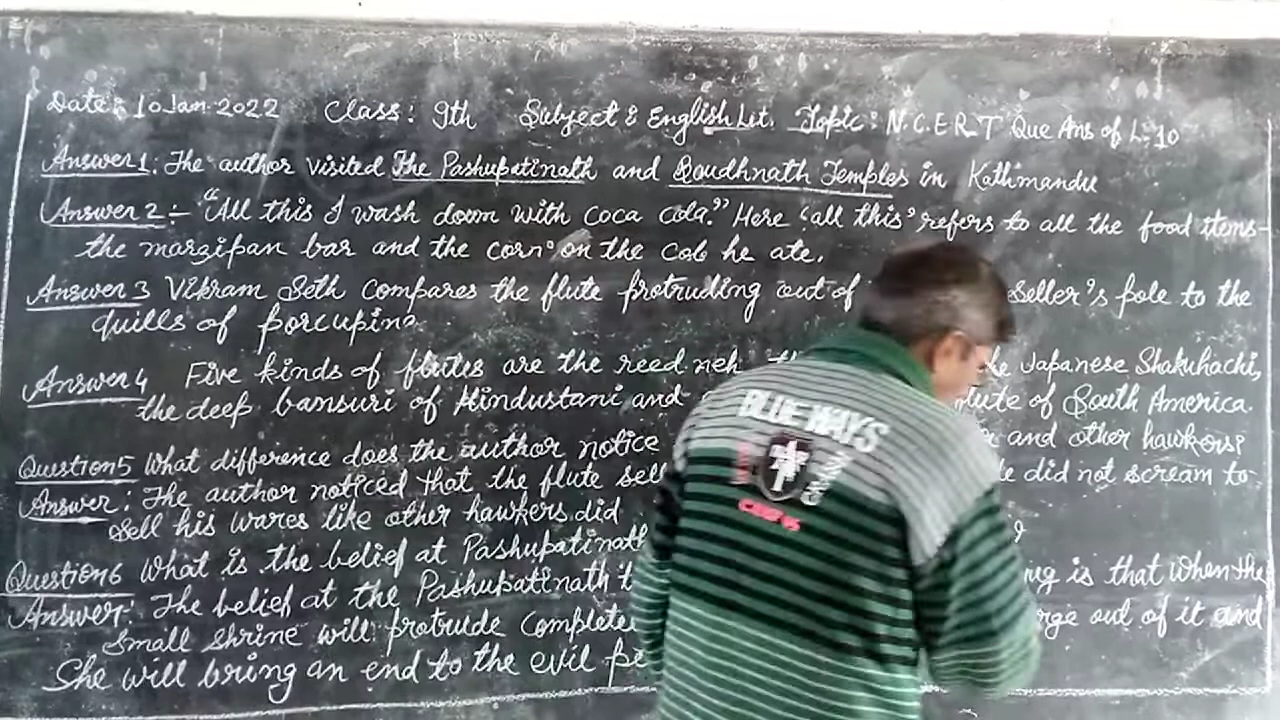 Date: 10 Jan. 2022 Class: 9th Subject : English Lit. Topic: N.C.E.R.T Que Ans of L. 10
Answer 1: The author visited The Pashupatinath and Boudhnath Temples in Kathmandu
Answer 2:- "All this I wash down with coca cola." Here 'all this' refers to all the food items-
the margipan bar and the corn on the cob he ate.
Answer 3 Vikram Seth compares the flute protruding out of seller's pole to the
quills of porcupine
Answer 4 Five kinds of flutes are the reed neh Japanese Shakuhachi,
the deep bansuri of Hindustani and flute of South America.
Question 5 What difference does the author notice and other hawkers?
Answer: The author noticed that the flute sell did not scream to
Sell his wares like other hawkers did
Question 6 What is the belief at Pashupatinath
Answer: The belief at the Pashupatinath is that when the
Small shrine will protrude complete out of it and
She will bring an end to the evil pe
BLUE WAYS